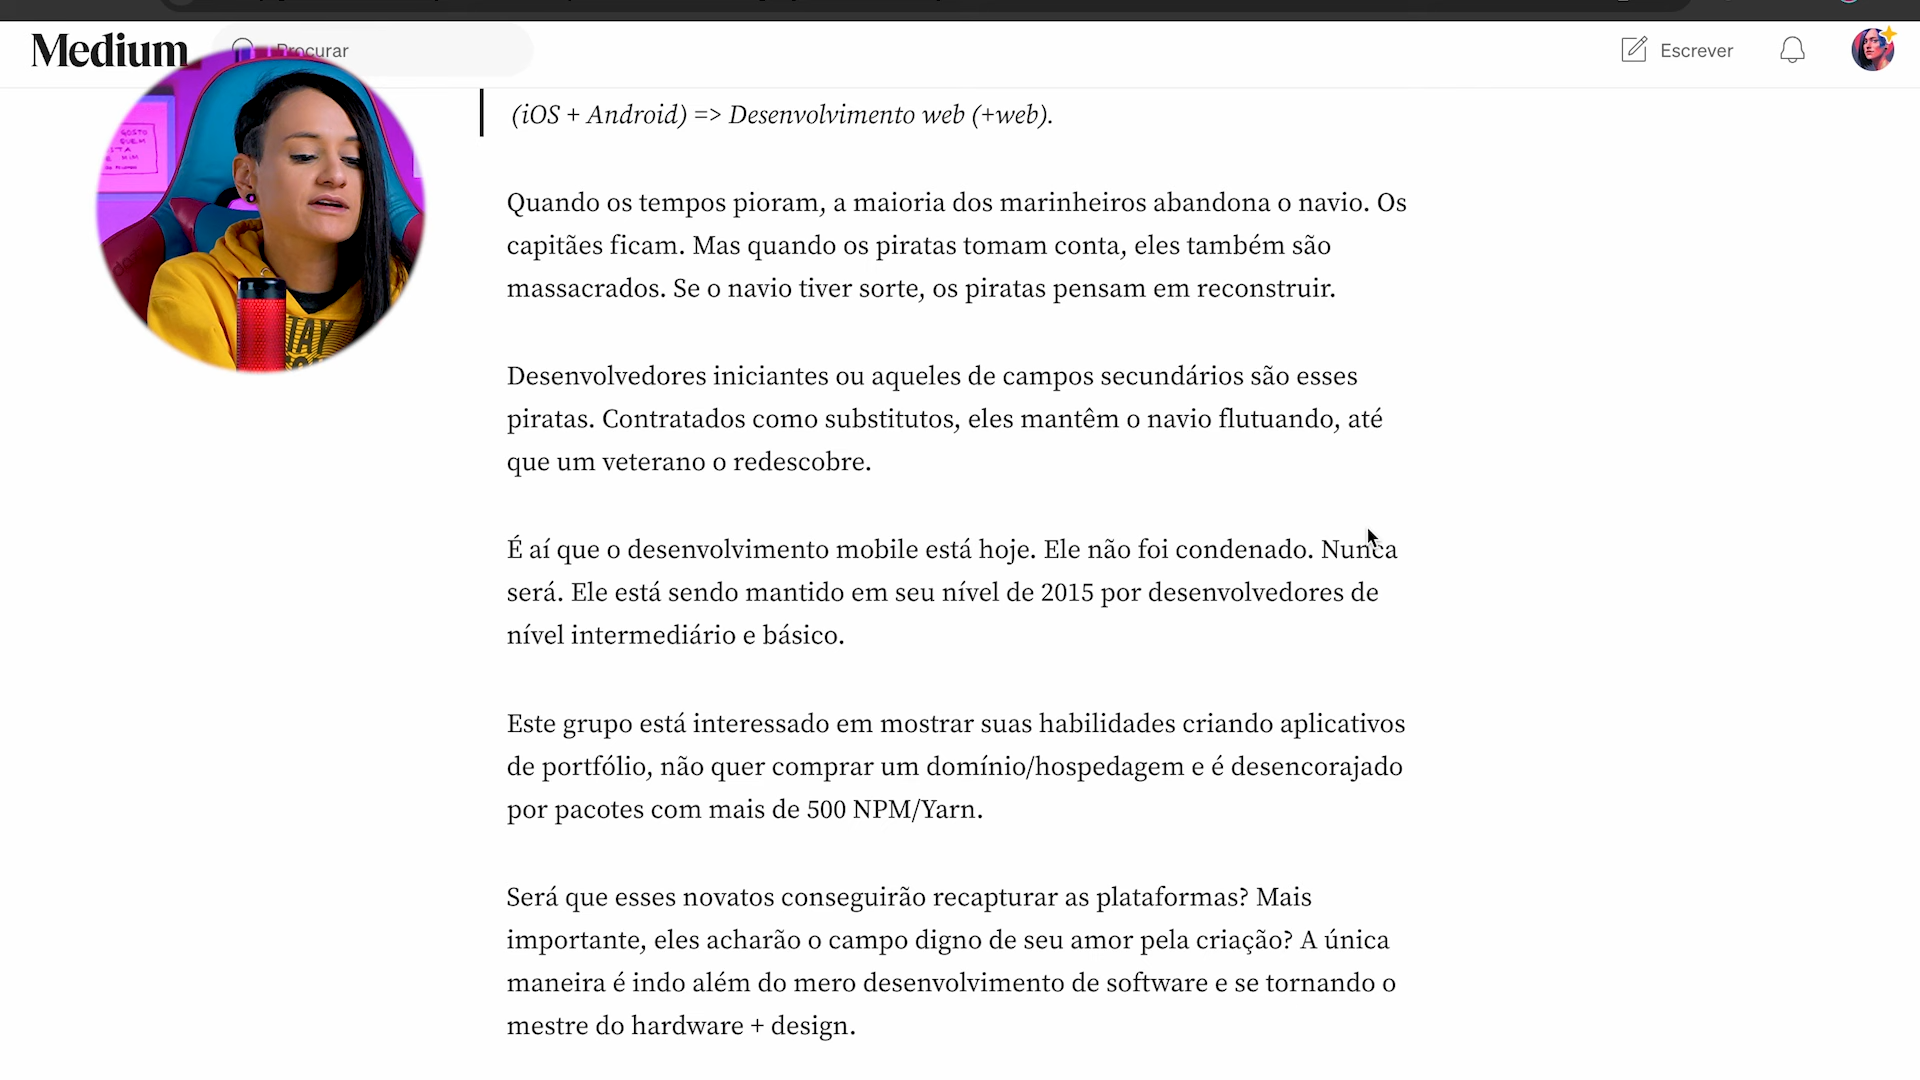 Medium
Procurar
Escrever
(iOS + Android) => Desenvolvimento web (+web).
Quando os tempos pioram, a maioria dos marinheiros abandona o navio. Os
capitães ficam. Mas quando os piratas tomam conta, eles também são
massacrados. Se o navio tiver sorte, os piratas pensam em reconstruir.
Desenvolvedores iniciantes ou aqueles de campos secundários são esses
piratas. Contratados como substitutos, eles mantêm o navio flutuando, até
que um veterano o redescobre.
É aí que o desenvolvimento mobile está hoje. Ele não foi condenado. Nunca
será. Ele está sendo mantido em seu nível de 2015 por desenvolvedores de
nível intermediário e básico.
Este grupo está interessado em mostrar suas habilidades criando aplicativos
de portfólio, não quer comprar um domínio/hospedagem e é desencorajado
por pacotes com mais de 500 NPM/Yarn.
Será que esses novatos conseguirão recapturar as plataformas? Mais
importante, eles acharão o campo digno de seu amor pela criação? A única
maneira é indo além do mero desenvolvimento de software e se tornando o
mestre do hardware + design.